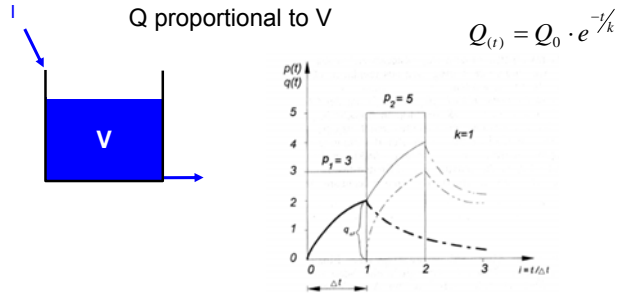 I
Q proportional to V
Q(t) = Q0 · e^(-t/k)
V
p(t)
q(t)
5
4
3
2
1
0
p1 = 3
p2 = 5
k=1
0 1 2 3 i = t/Δt
Δt